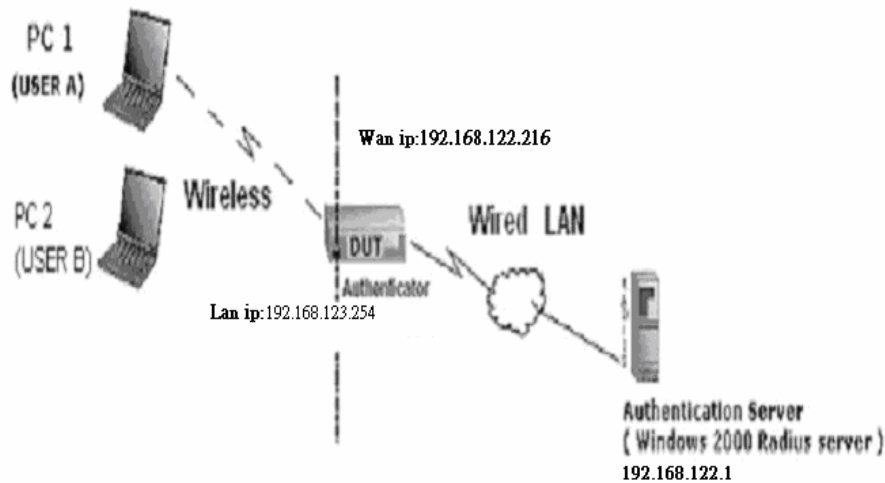 PC 1
(USER A)
Wan ip:192.168.122.216
Wireless
PC 2
(USER B)
Wired LAN
DUT
Authenticator
Lan ip:192.168.123.254
Authentication Server
( Windows 2000 Radius server )
192.168.122.1